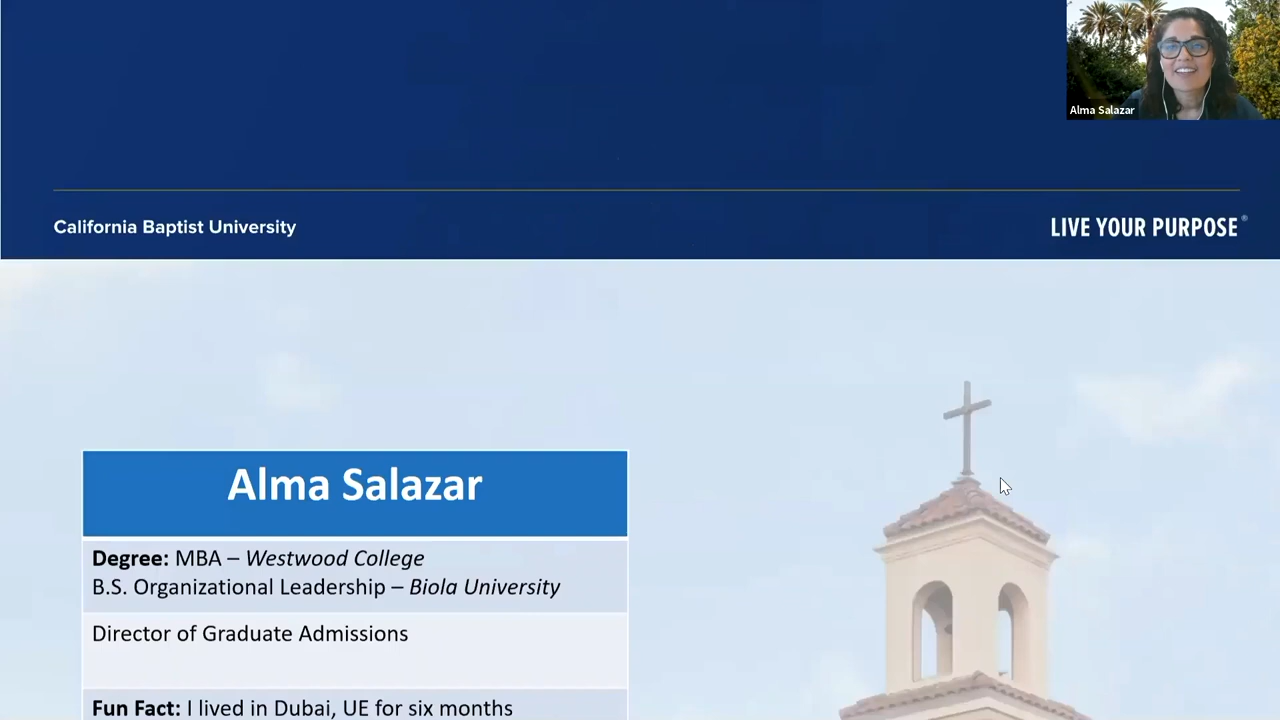 Alma Salazar
California Baptist University
LIVE YOUR PURPOSE®
Alma Salazar
Degree: MBA – Westwood College
B.S. Organizational Leadership – Biola University
Director of Graduate Admissions
Fun Fact: I lived in Dubai, UE for six months